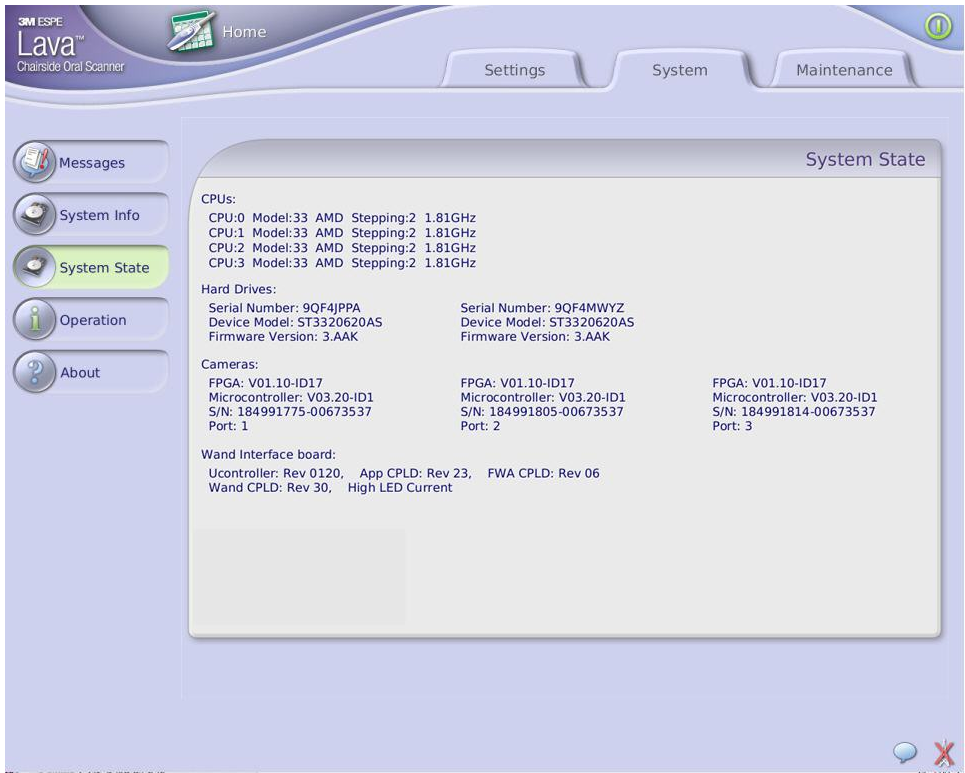 3M ESPE
Lava™
Chairside Oral Scanner
Home
Settings
System
Maintenance
Messages
System Info
System State
Operation
About
System State
CPUs:
CPU:0 Model:33 AMD Stepping:2 1.81GHz
CPU:1 Model:33 AMD Stepping:2 1.81GHz
CPU:2 Model:33 AMD Stepping:2 1.81GHz
CPU:3 Model:33 AMD Stepping:2 1.81GHz
Hard Drives:
Serial Number: 9QF4JPPA Serial Number: 9QF4MWYZ
Device Model: ST3320620AS Device Model: ST3320620AS
Firmware Version: 3.AAK Firmware Version: 3.AAK
Cameras:
FPGA: V01.10-ID17 FPGA: V01.10-ID17 FPGA: V01.10-ID17
Microcontroller: V03.20-ID1 Microcontroller: V03.20-ID1 Microcontroller: V03.20-ID1
S/N: 184991775-00673537 S/N: 184991805-00673537 S/N: 184991814-00673537
Port: 1 Port: 2 Port: 3
Wand Interface board:
Ucontroller: Rev 0120, App CPLD: Rev 23, FWA CPLD: Rev 06
Wand CPLD: Rev 30, High LED Current